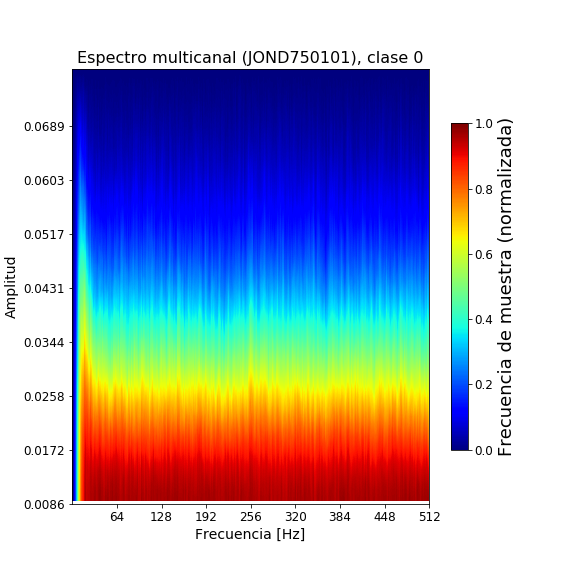 Espectro multicanal (JOND750101), clase 0
Amplitud
0.0689
0.0603
0.0517
0.0431
0.0344
0.0258
0.0172
0.0086
64 128 192 256 320 384 448 512
Frecuencia [Hz]
1.0
0.8
0.6
0.4
0.2
0.0
Frecuencia de muestra (normalizada)